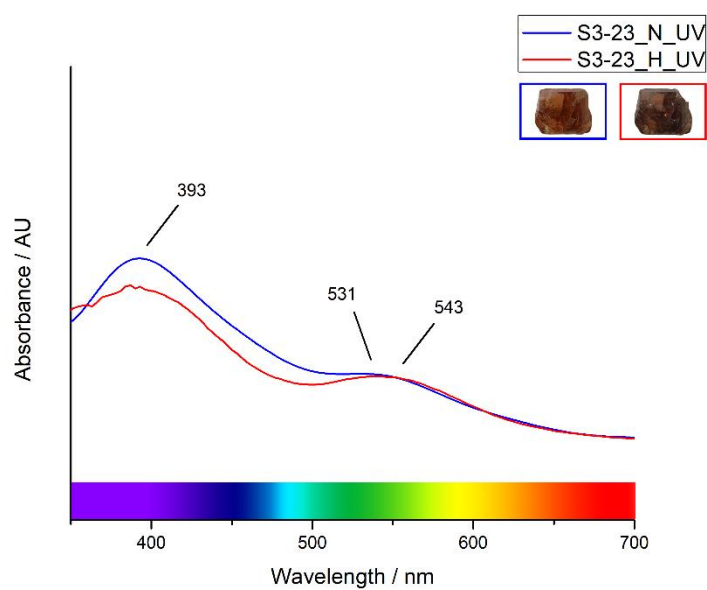 S3-23_N_UV
S3-23_H_UV
393
531
543
Absorbance / AU
400
500
600
700
Wavelength / nm